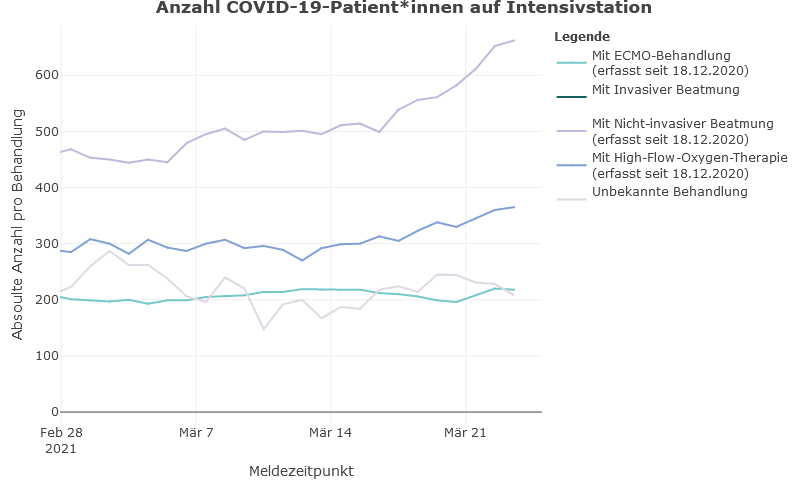 Anzahl COVID-19-Patient*innen auf Intensivstation
Legende
Mit ECMO-Behandlung
(erfasst seit 18.12.2020)
Mit Invasiver Beatmung
Mit Nicht-invasiver Beatmung
(erfasst seit 18.12.2020)
Mit High-Flow-Oxygen-Therapie
(erfasst seit 18.12.2020)
Unbekannte Behandlung
Absoulte Anzahl pro Behandlung
600
500
400
300
200
100
0
Feb 28
2021
Mär 7
Mär 14
Mär 21
Meldezeitpunkt